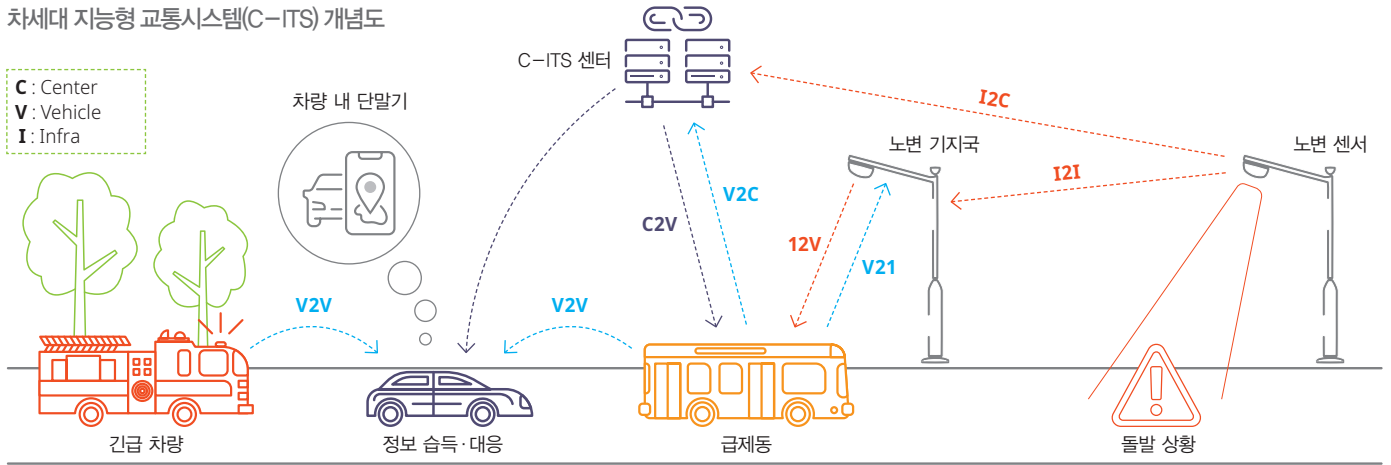 차세대 지능형 교통시스템(C-ITS) 개념도
C : Center
V : Vehicle
I : Infra
차량 내 단말기
C-ITS 센터
I2C
노변 기지국
노변 센서
I2I
V2C
C2V
12V
V21
V2V
V2V
긴급 차량
정보 습득·대응
급제동
돌발 상황